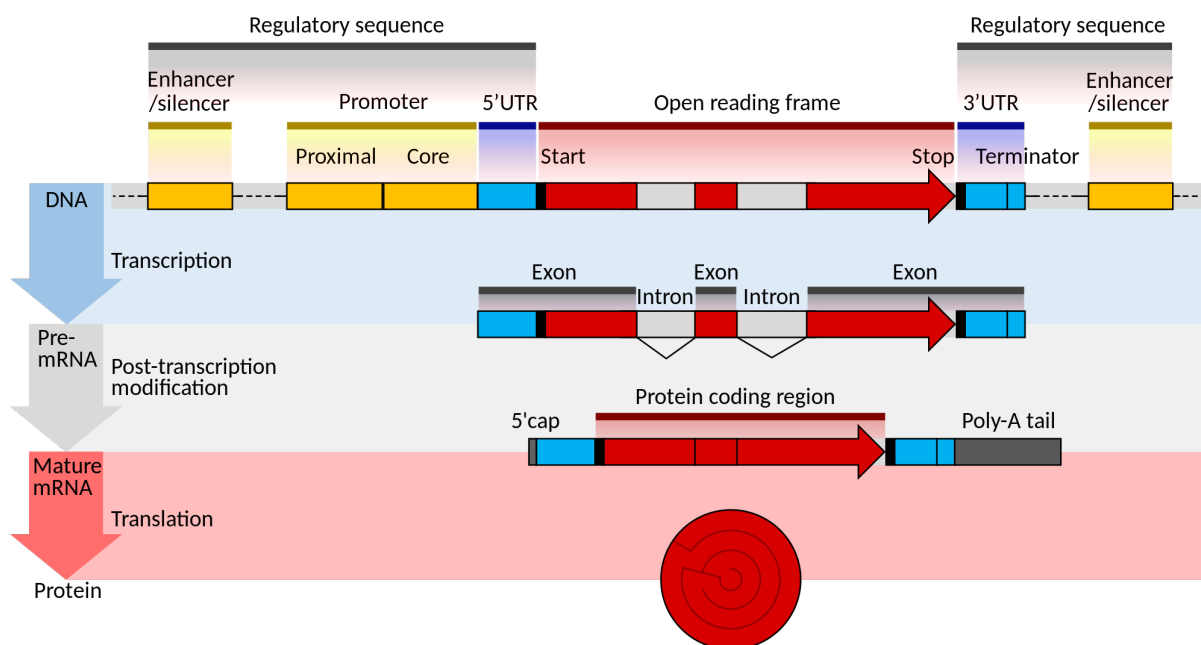 Regulatory sequence
Regulatory sequence
Enhancer
/silencer
Promoter
5’UTR
Open reading frame
3’UTR
Enhancer
/silencer
Proximal
Core
Start
Stop
Terminator
DNA
Transcription
Exon
Exon
Exon
Intron
Intron
Pre-
mRNA
Post-transcription
modification
Protein coding region
5'cap
Poly-A tail
Mature
mRNA
Translation
Protein